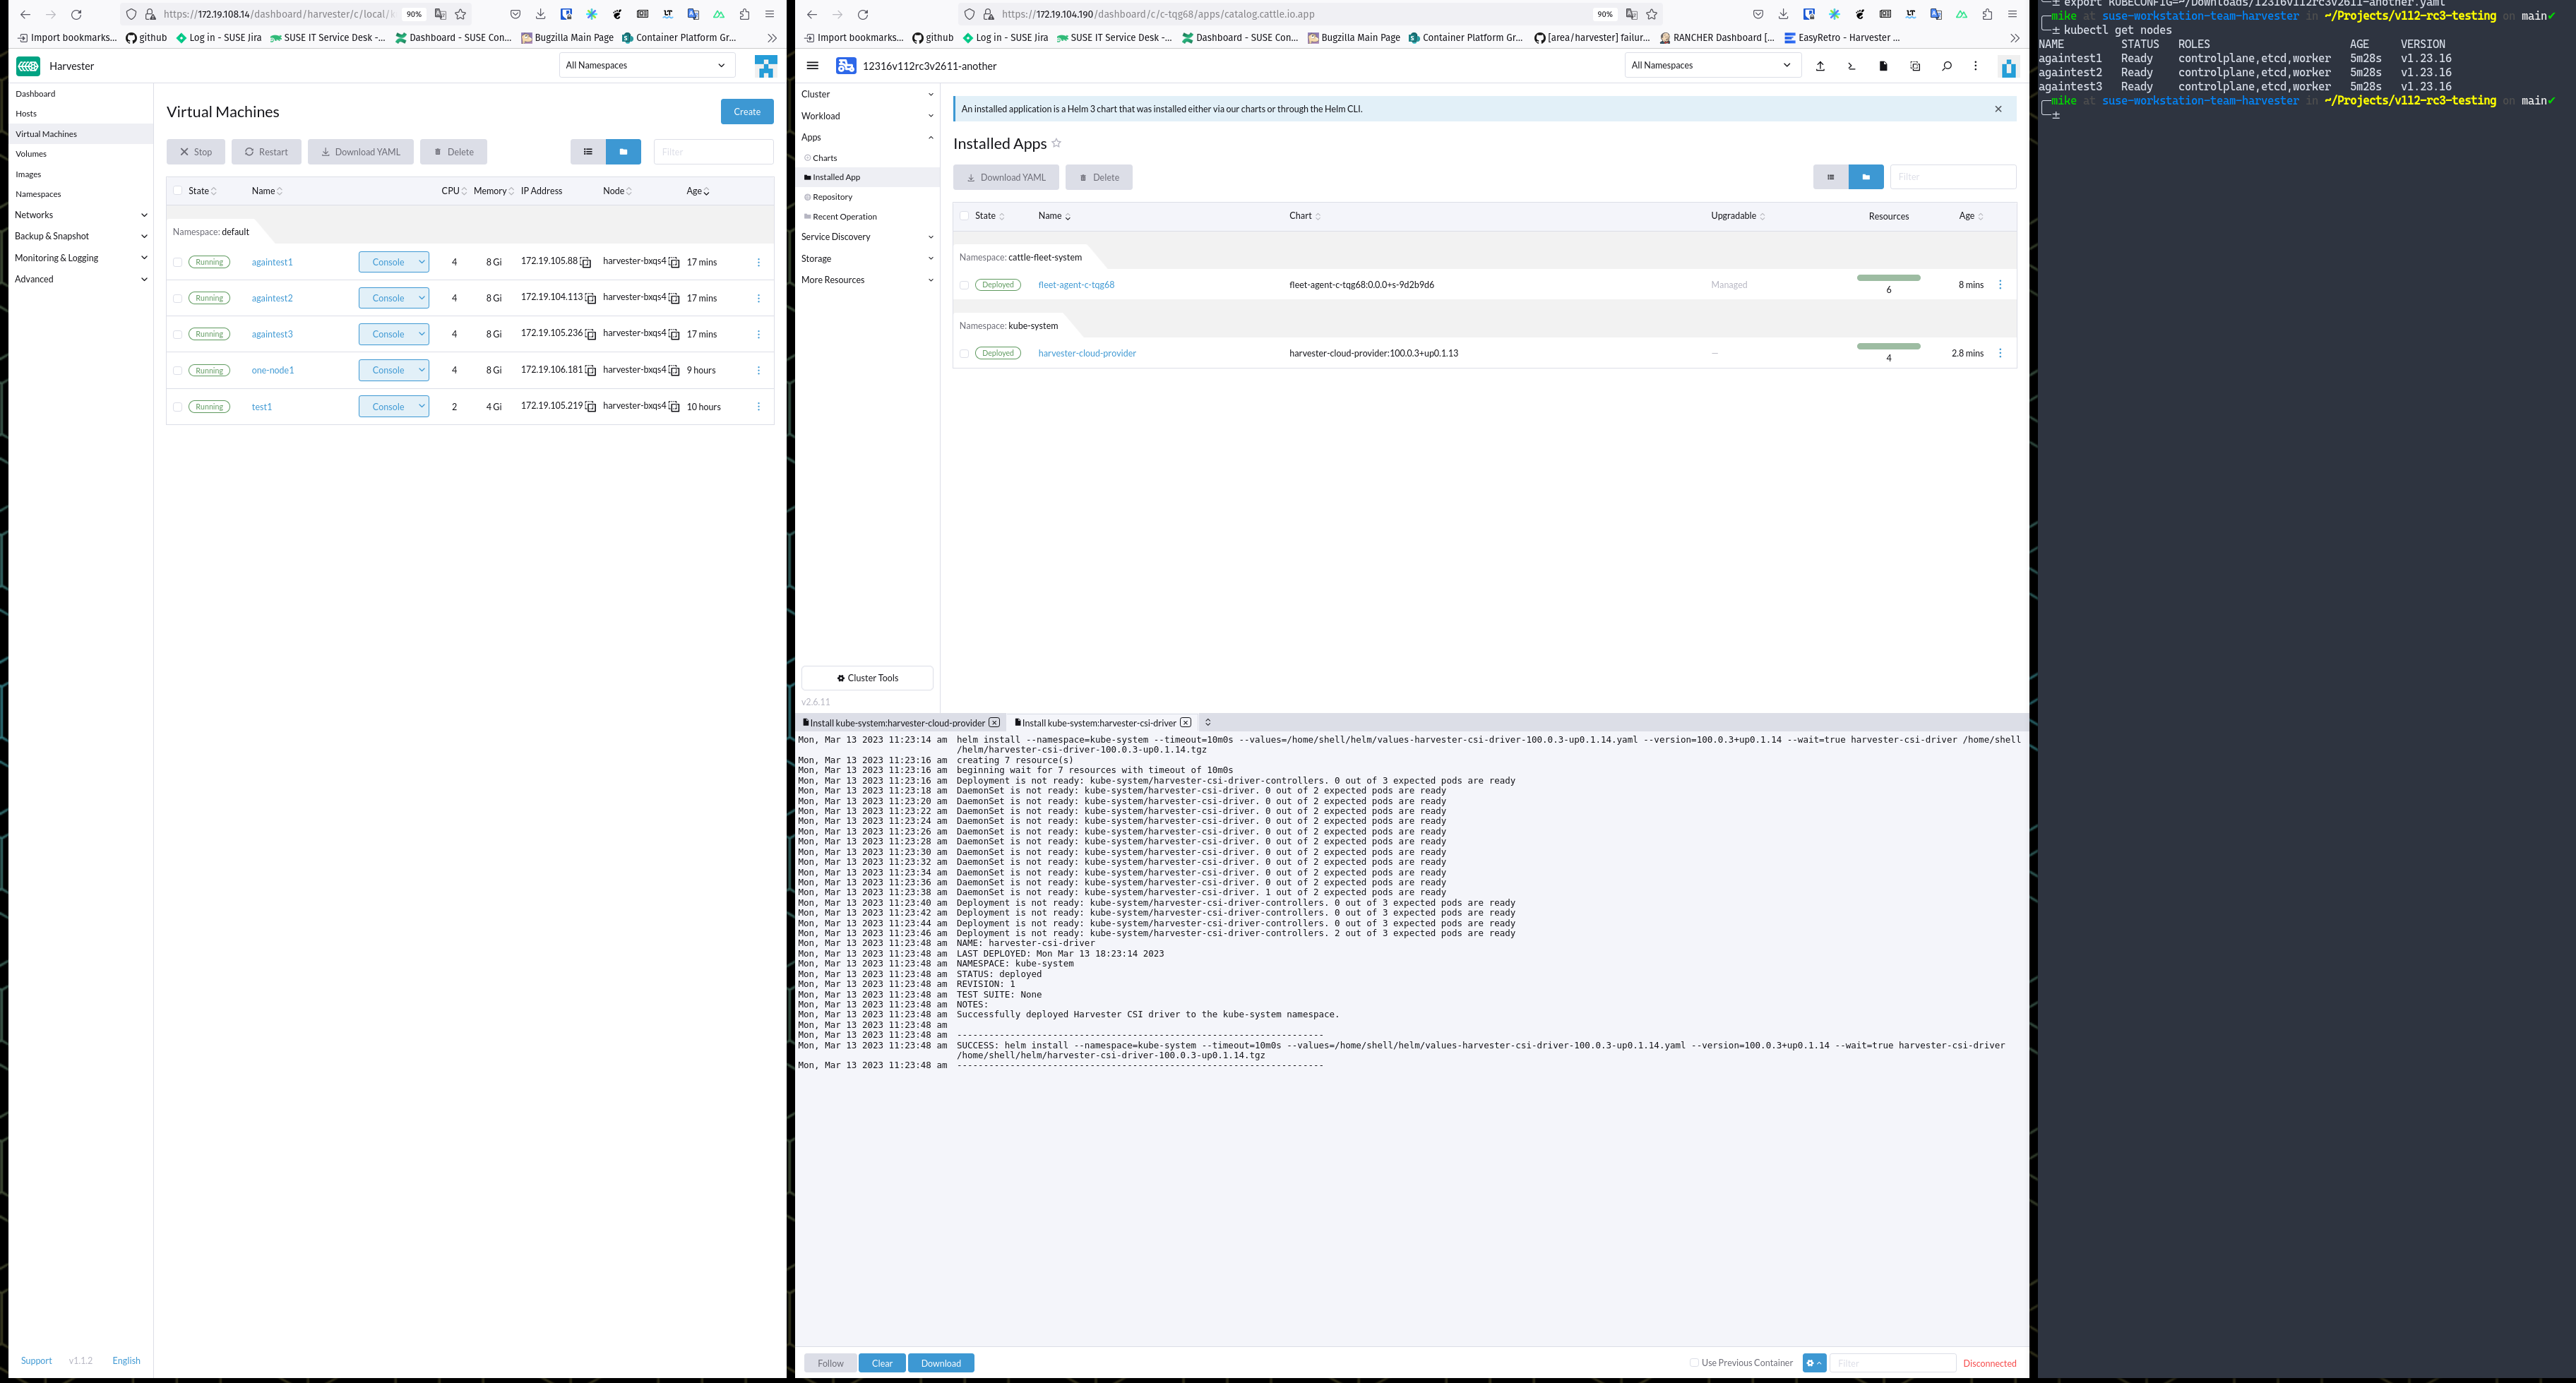 https://172.19.108.14/dashboard/harvester/c/local/
90%
Import bookmarks...
github
Log in - SUSE Jira
SUSE IT Service Desk -...
Dashboard - SUSE Con...
Bugzilla Main Page
Container Platform Gr...
Harvester
All Namespaces
Dashboard
Hosts
Virtual Machines
Volumes
Images
Namespaces
Networks
Backup & Snapshot
Monitoring & Logging
Advanced
Virtual Machines
Create
Stop
Restart
Download YAML
Delete
Filter
State Name CPU Memory IP Address Node Age
Namespace: default
Running againtest1 Console 4 8 Gi 172.19.105.88 harvester-bxqs4 17 mins
Running againtest2 Console 4 8 Gi 172.19.104.113 harvester-bxqs4 17 mins
Running againtest3 Console 4 8 Gi 172.19.105.236 harvester-bxqs4 17 mins
Running one-node1 Console 4 8 Gi 172.19.106.181 harvester-bxqs4 9 hours
Running test1 Console 2 4 Gi 172.19.105.219 harvester-bxqs4 10 hours
Support v1.1.2 English
https://172.19.104.190/dashboard/c/c-tqg68/apps/catalog.cattle.io.app
90%
Import bookmarks...
github
Log in - SUSE Jira
SUSE IT Service Desk -...
Dashboard - SUSE Con...
Bugzilla Main Page
Container Platform Gr...
[area/harvester] failur...
RANCHER Dashboard [...
EasyRetro - Harvester ...
12316v112rc3v2611-another
All Namespaces
Cluster
Workload
Apps
Charts
Installed App
Repository
Recent Operation
Service Discovery
Storage
More Resources
Cluster Tools
v2.6.11
An installed application is a Helm 3 chart that was installed either via our charts or through the Helm CLI.
Installed Apps
Download YAML
Delete
Filter
State Name Chart Upgradable Resources Age
Namespace: cattle-fleet-system
Deployed fleet-agent-c-tqg68 fleet-agent-c-tqg68:0.0.0+s-9d2b9d6 Managed 6 8 mins
Namespace: kube-system
Deployed harvester-cloud-provider harvester-cloud-provider:100.0.3+up0.1.13 — 4 2.8 mins
Install kube-system:harvester-cloud-provider
Install kube-system:harvester-csi-driver
Mon, Mar 13 2023 11:23:14 am helm install --namespace=kube-system --timeout=10m0s --values=/home/shell/helm/values-harvester-csi-driver-100.0.3-up0.1.14.yaml --version=100.0.3+up0.1.14 --wait=true harvester-csi-driver /home/shell
/helm/harvester-csi-driver-100.0.3-up0.1.14.tgz
Mon, Mar 13 2023 11:23:16 am creating 7 resource(s)
Mon, Mar 13 2023 11:23:16 am beginning wait for 7 resources with timeout of 10m0s
Mon, Mar 13 2023 11:23:16 am Deployment is not ready: kube-system/harvester-csi-driver-controllers. 0 out of 3 expected pods are ready
Mon, Mar 13 2023 11:23:18 am DaemonSet is not ready: kube-system/harvester-csi-driver. 0 out of 2 expected pods are ready
Mon, Mar 13 2023 11:23:20 am DaemonSet is not ready: kube-system/harvester-csi-driver. 0 out of 2 expected pods are ready
Mon, Mar 13 2023 11:23:22 am DaemonSet is not ready: kube-system/harvester-csi-driver. 0 out of 2 expected pods are ready
Mon, Mar 13 2023 11:23:24 am DaemonSet is not ready: kube-system/harvester-csi-driver. 0 out of 2 expected pods are ready
Mon, Mar 13 2023 11:23:26 am DaemonSet is not ready: kube-system/harvester-csi-driver. 0 out of 2 expected pods are ready
Mon, Mar 13 2023 11:23:28 am DaemonSet is not ready: kube-system/harvester-csi-driver. 0 out of 2 expected pods are ready
Mon, Mar 13 2023 11:23:30 am DaemonSet is not ready: kube-system/harvester-csi-driver. 0 out of 2 expected pods are ready
Mon, Mar 13 2023 11:23:32 am DaemonSet is not ready: kube-system/harvester-csi-driver. 0 out of 2 expected pods are ready
Mon, Mar 13 2023 11:23:34 am DaemonSet is not ready: kube-system/harvester-csi-driver. 0 out of 2 expected pods are ready
Mon, Mar 13 2023 11:23:36 am DaemonSet is not ready: kube-system/harvester-csi-driver. 0 out of 2 expected pods are ready
Mon, Mar 13 2023 11:23:38 am DaemonSet is not ready: kube-system/harvester-csi-driver. 1 out of 2 expected pods are ready
Mon, Mar 13 2023 11:23:40 am Deployment is not ready: kube-system/harvester-csi-driver-controllers. 0 out of 3 expected pods are ready
Mon, Mar 13 2023 11:23:42 am Deployment is not ready: kube-system/harvester-csi-driver-controllers. 0 out of 3 expected pods are ready
Mon, Mar 13 2023 11:23:44 am Deployment is not ready: kube-system/harvester-csi-driver-controllers. 0 out of 3 expected pods are ready
Mon, Mar 13 2023 11:23:46 am Deployment is not ready: kube-system/harvester-csi-driver-controllers. 2 out of 3 expected pods are ready
Mon, Mar 13 2023 11:23:48 am NAME: harvester-csi-driver
Mon, Mar 13 2023 11:23:48 am LAST DEPLOYED: Mon Mar 13 18:23:14 2023
Mon, Mar 13 2023 11:23:48 am NAMESPACE: kube-system
Mon, Mar 13 2023 11:23:48 am STATUS: deployed
Mon, Mar 13 2023 11:23:48 am REVISION: 1
Mon, Mar 13 2023 11:23:48 am TEST SUITE: None
Mon, Mar 13 2023 11:23:48 am NOTES:
Mon, Mar 13 2023 11:23:48 am Successfully deployed Harvester CSI driver to the kube-system namespace.
Mon, Mar 13 2023 11:23:48 am
Mon, Mar 13 2023 11:23:48 am ---------------------------------------------------------------------
Mon, Mar 13 2023 11:23:48 am SUCCESS: helm install --namespace=kube-system --timeout=10m0s --values=/home/shell/helm/values-harvester-csi-driver-100.0.3-up0.1.14.yaml --version=100.0.3+up0.1.14 --wait=true harvester-csi-driver
/home/shell/helm/harvester-csi-driver-100.0.3-up0.1.14.tgz
Mon, Mar 13 2023 11:23:48 am ---------------------------------------------------------------------
Follow
Clear
Download
Use Previous Container
Filter
Disconnected
export KUBECONFIG=~/Downloads/12316v112rc3v2611-another.yaml
mike at suse-workstation-team-harvester in ~/Projects/v112-rc3-testing on main✔
± kubectl get nodes
NAME STATUS ROLES AGE VERSION
againtest1 Ready controlplane,etcd,worker 5m28s v1.23.16
againtest2 Ready controlplane,etcd,worker 5m28s v1.23.16
againtest3 Ready controlplane,etcd,worker 5m28s v1.23.16
mike at suse-workstation-team-harvester in ~/Projects/v112-rc3-testing on main✔
±